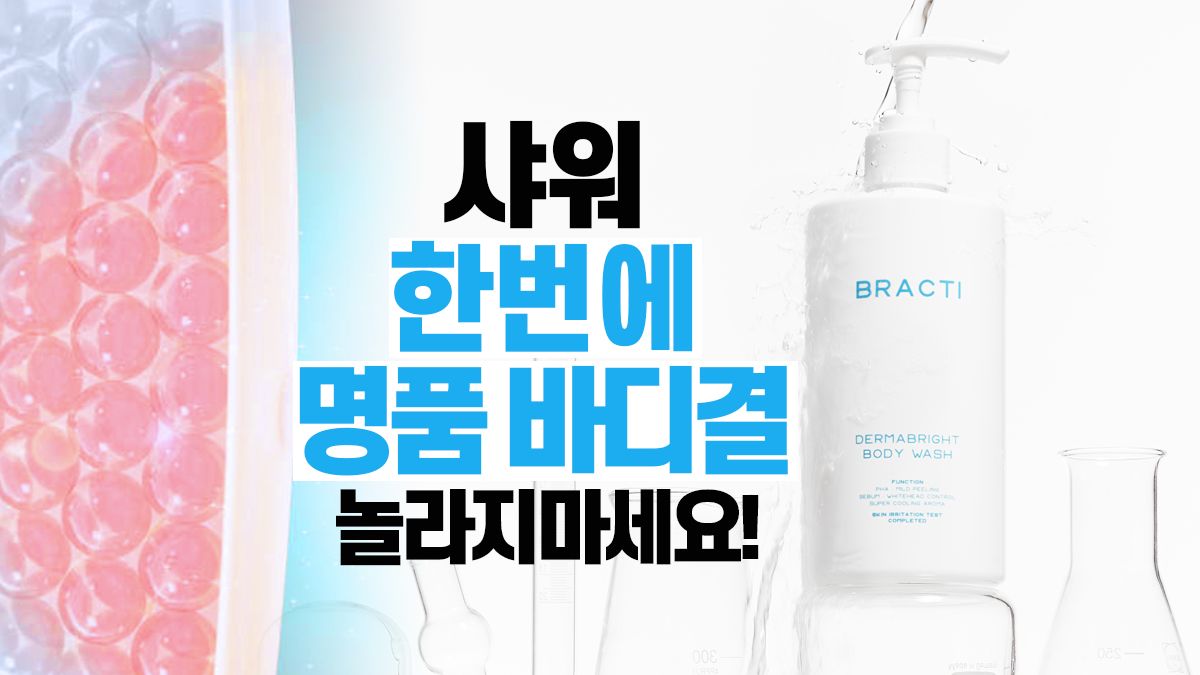 샤워
한번에
명품 바디결
놀라지마세요!
BRACTI
DERMABRIGHT
BODY WASH
FUNCTION
PHA · MILD PEELING
SEBUM · WHITEHEAD CONTROL
SUPER COOLING AROMA
SKIN IRRITATION TEST
COMPLETED
300
250